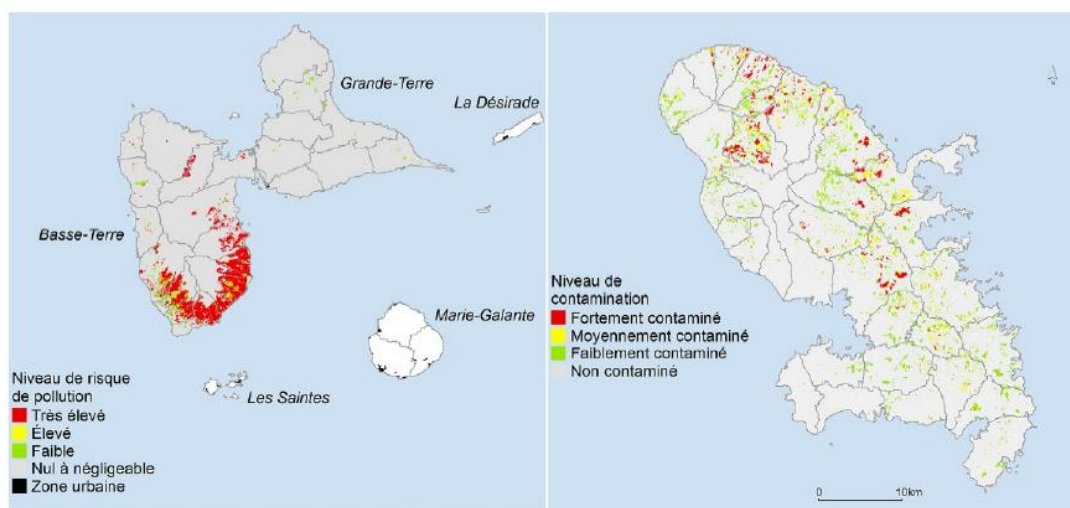 Grande-Terre
La Désirade
Basse-Terre
Marie-Galante
Les Saintes
Niveau de risque
de pollution
Très élevé
Élevé
Faible
Nul à négligeable
Zone urbaine
Niveau de
contamination
Fortement contaminé
Moyennement contaminé
Faiblement contaminé
Non contaminé
0 10km